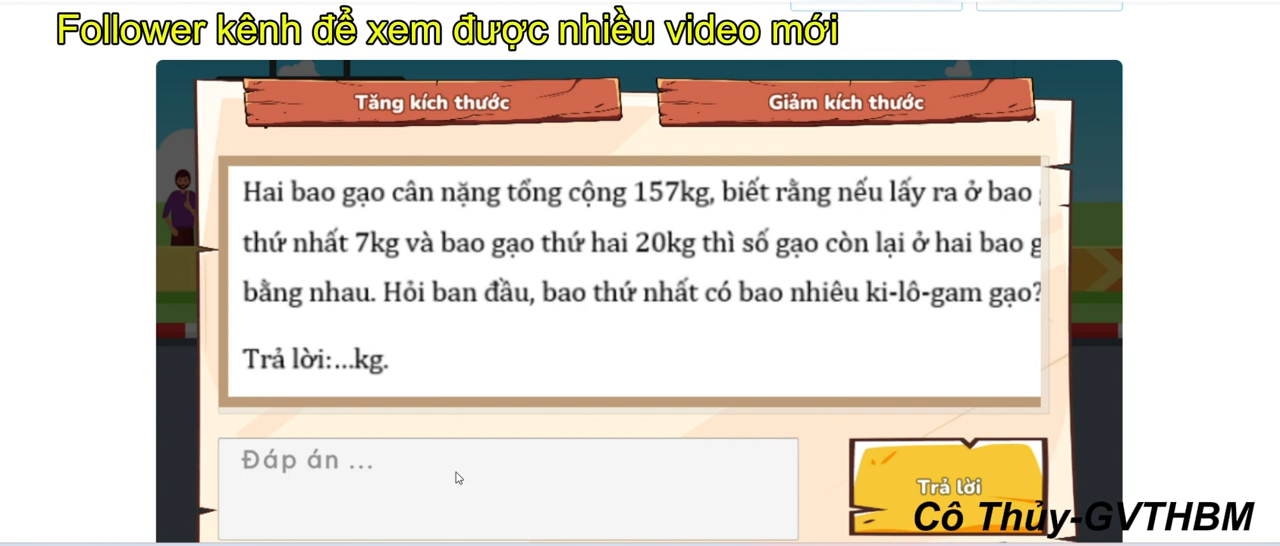 Follower kênh để xem được nhiều video mới
Tăng kích thước
Giảm kích thước
Hai bao gạo cân nặng tổng cộng 157kg, biết rằng nếu lấy ra ở bao
thứ nhất 7kg và bao gạo thứ hai 20kg thì số gạo còn lại ở hai bao g
bằng nhau. Hỏi ban đầu, bao thứ nhất có bao nhiêu ki-lô-gam gạo?
Trả lời:...kg.
Đáp án ...
Trả lời
Cô Thủy-GVTHBM